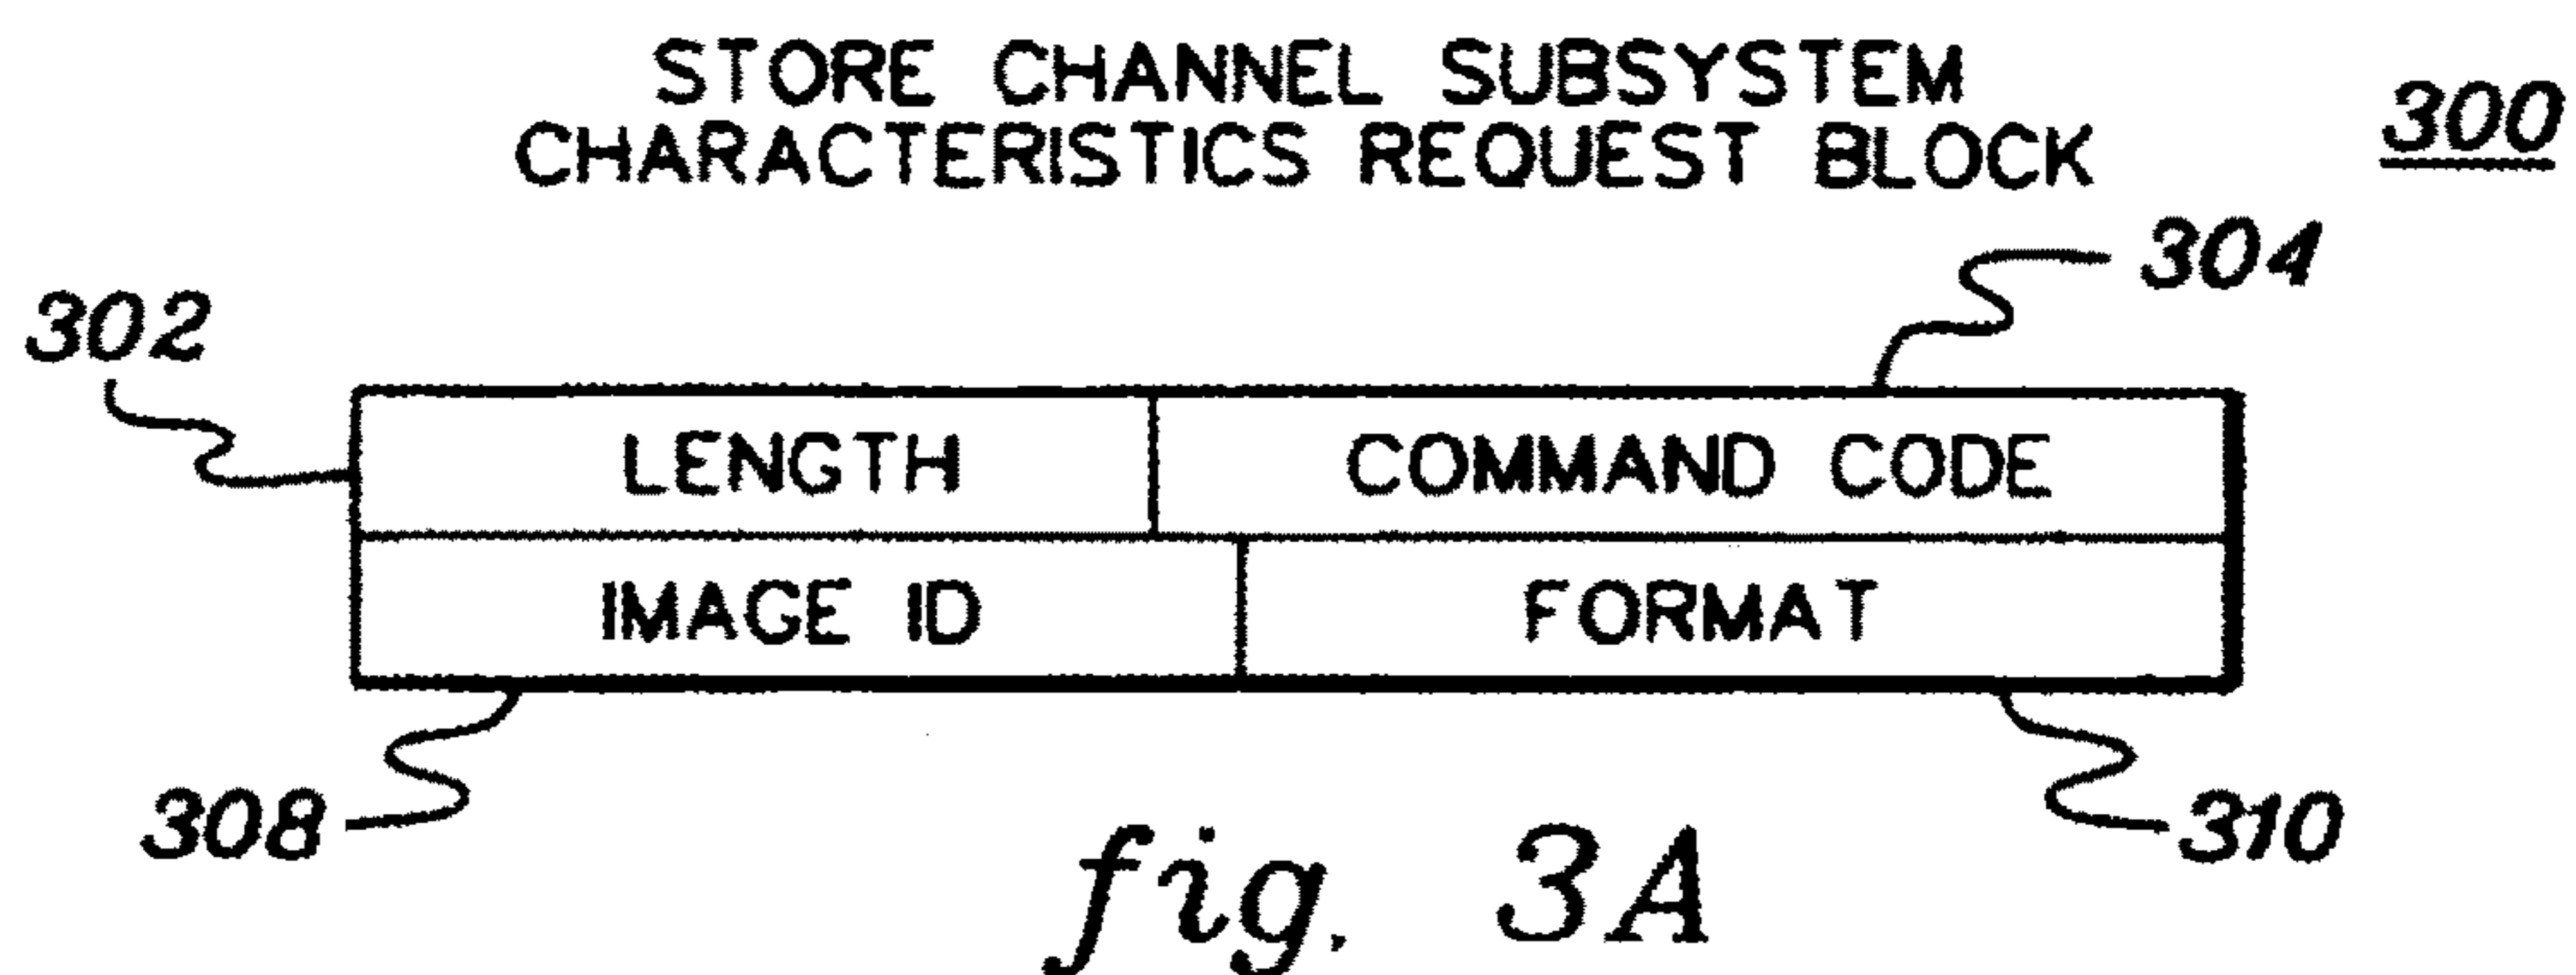 STORE CHANNEL SUBSYSTEM
CHARACTERISTICS REQUEST BLOCK
300
304
302
LENGTH COMMAND CODE
IMAGE ID FORMAT
308
310
fig. 3A